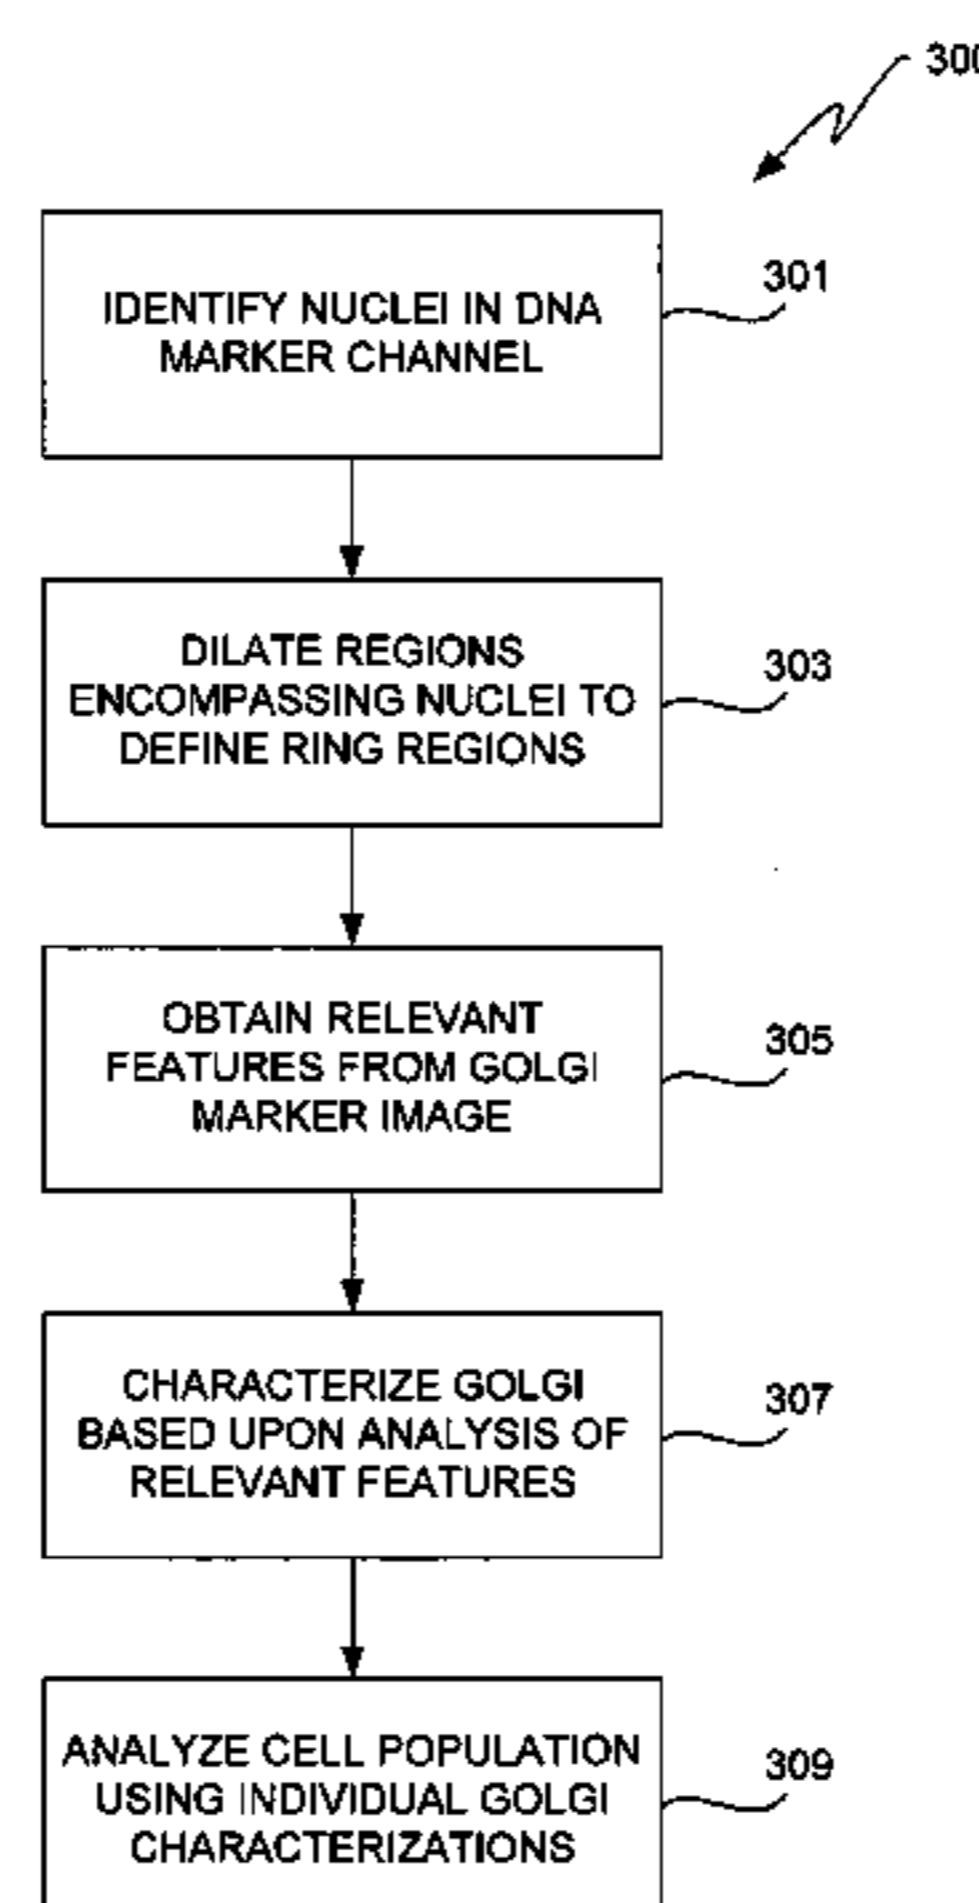 300
301
IDENTIFY NUCLEI IN DNA
MARKER CHANNEL
DILATE REGIONS
ENCOMPASSING NUCLEI TO
DEFINE RING REGIONS
303
OBTAIN RELEVANT
FEATURES FROM GOLGI
MARKER IMAGE
305
CHARACTERIZE GOLGI
BASED UPON ANALYSIS OF
RELEVANT FEATURES
307
ANALYZE CELL POPULATION
USING INDIVIDUAL GOLGI
CHARACTERIZATIONS
309